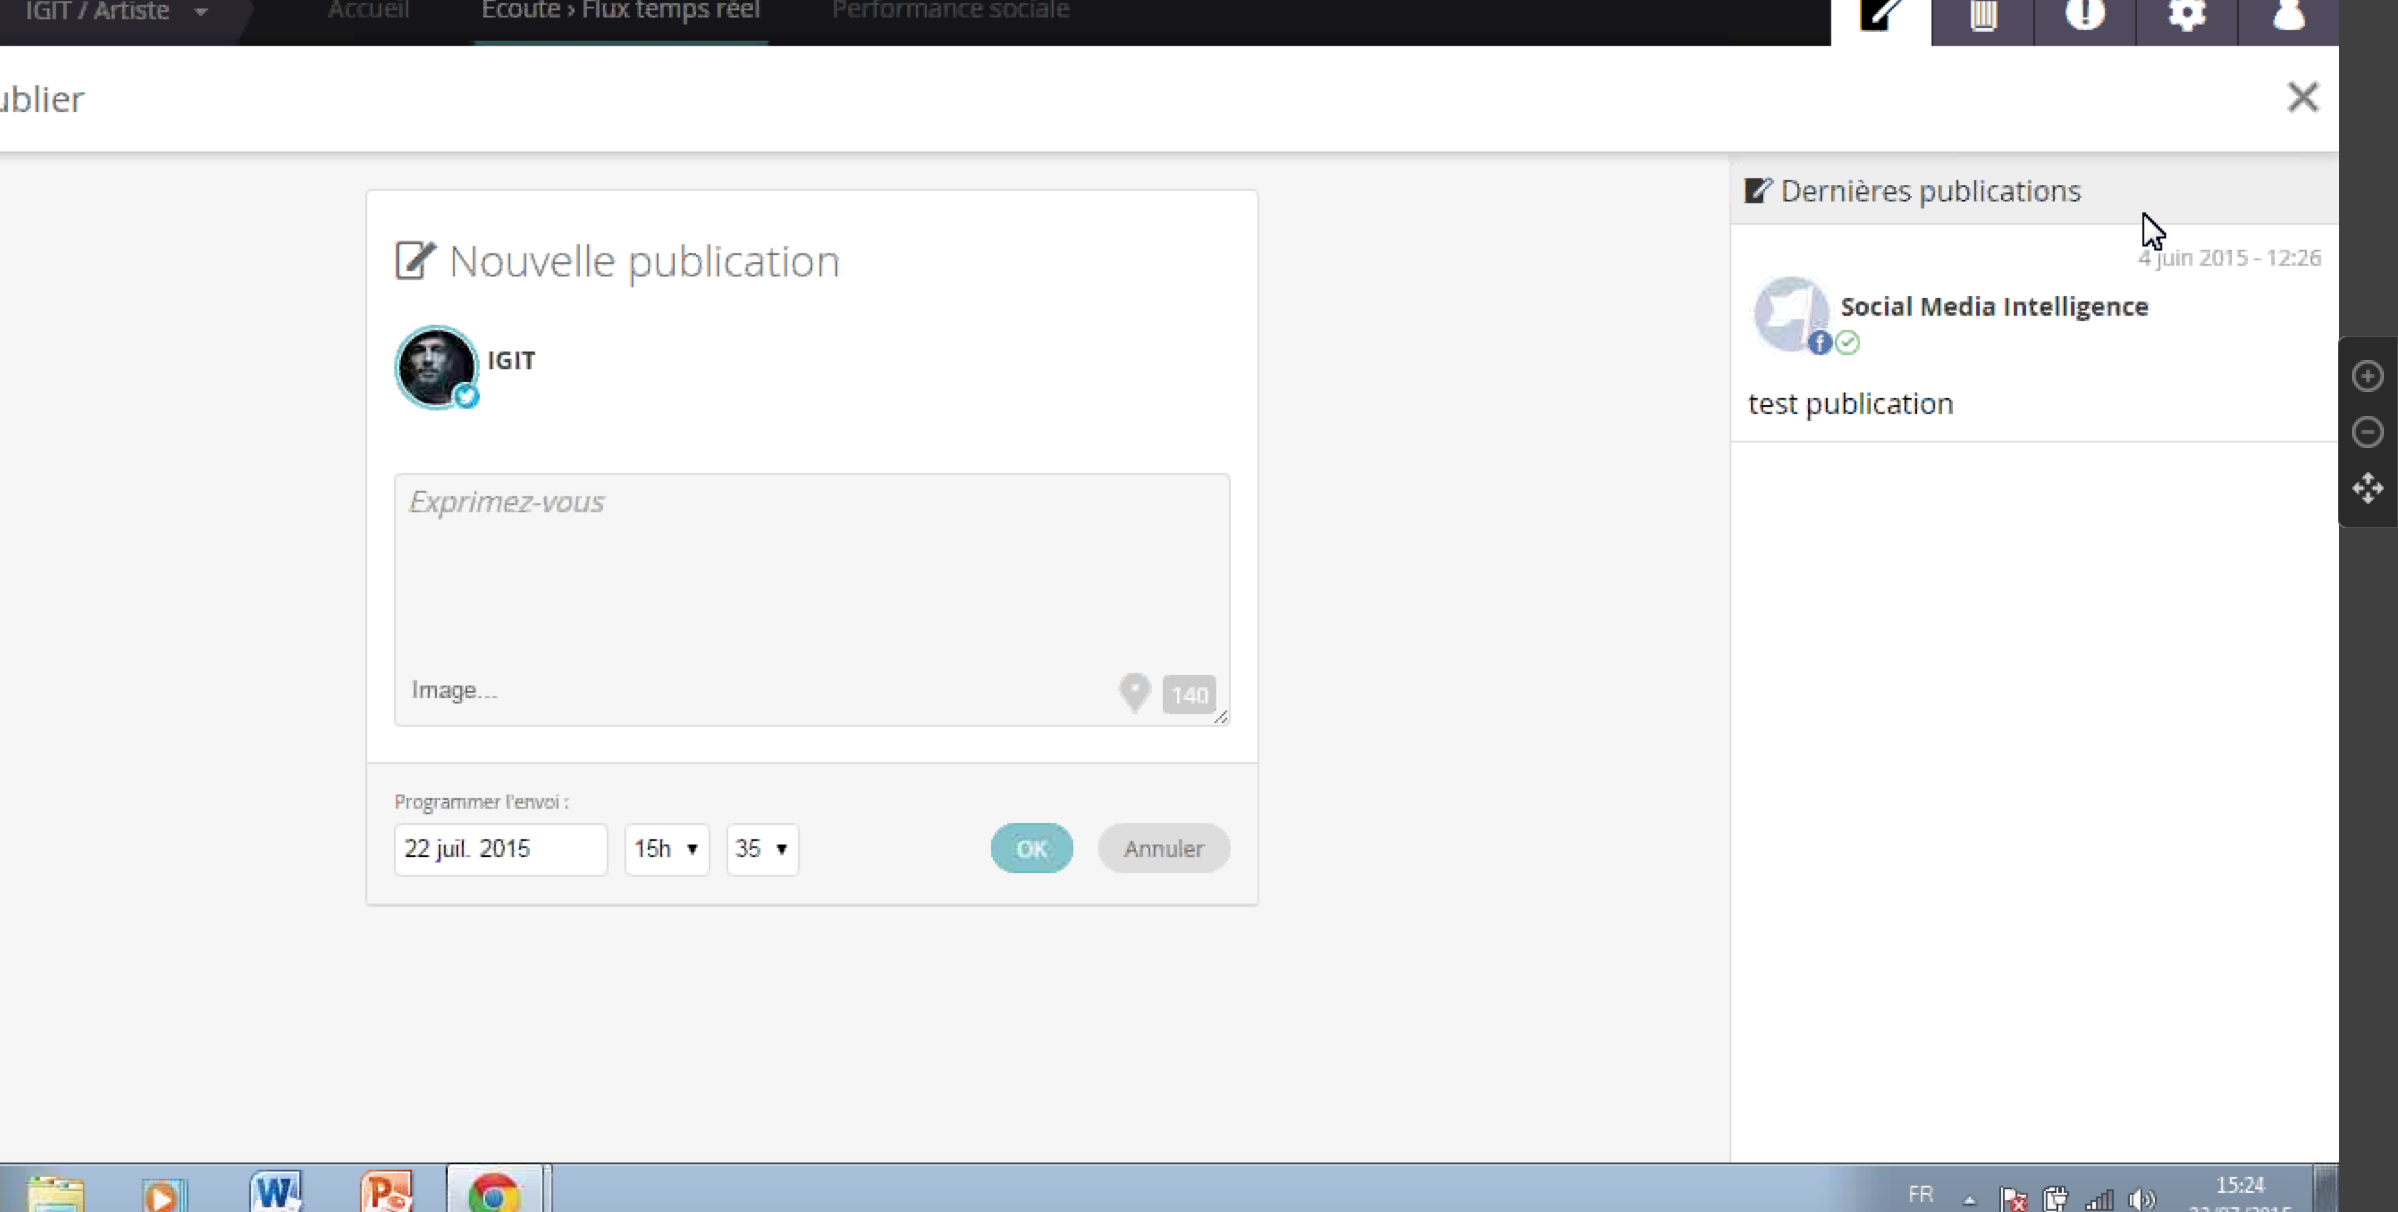 IGIT / Artiste
Accueil
Ecoute › Flux temps réel
Performance sociale
ublier
Nouvelle publication
IGIT
Exprimez-vous
Image...
140
Programmer l'envoi :
22 juil. 2015
15h
35
OK
Annuler
Dernières publications
4 juin 2015 - 12:26
Social Media Intelligence
test publication
FR
15:24